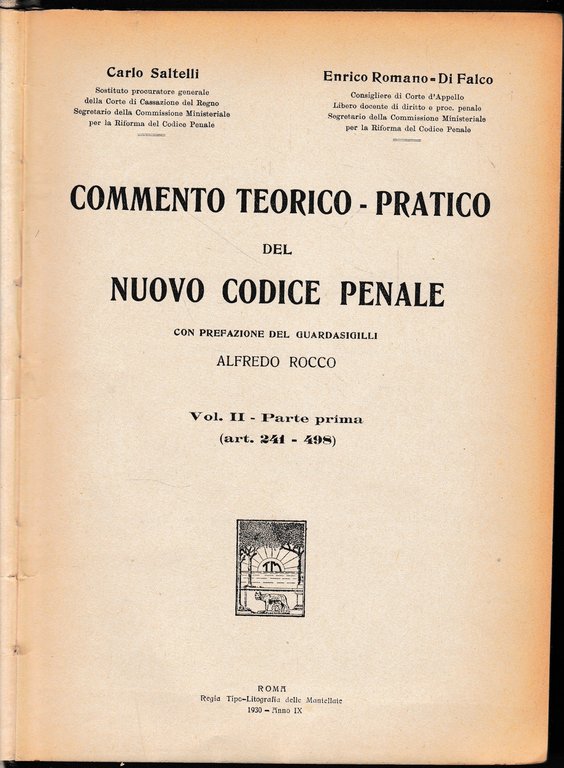 Carlo Saltelli
Sostituto procuratore generale
della Corte di Cassazione del Regno
Segretario della Commissione Ministeriale
per la Riforma del Codice Penale
Enrico Romano-Di Falco
Consigliere di Corte d'Appello
Libero docente di diritto e proc. penale
Segretario della Commissione Ministeriale
per la Riforma del Codice Penale
COMMENTO TEORICO - PRATICO
DEL
NUOVO CODICE PENALE
CON PREFAZIONE DEL GUARDASIGILLI
ALFREDO ROCCO
Vol. II - Parte prima
(art. 241 - 498)
TM
ROMA
Regia Tipo-Litografia delle Mantellate
1930 - Anno IX